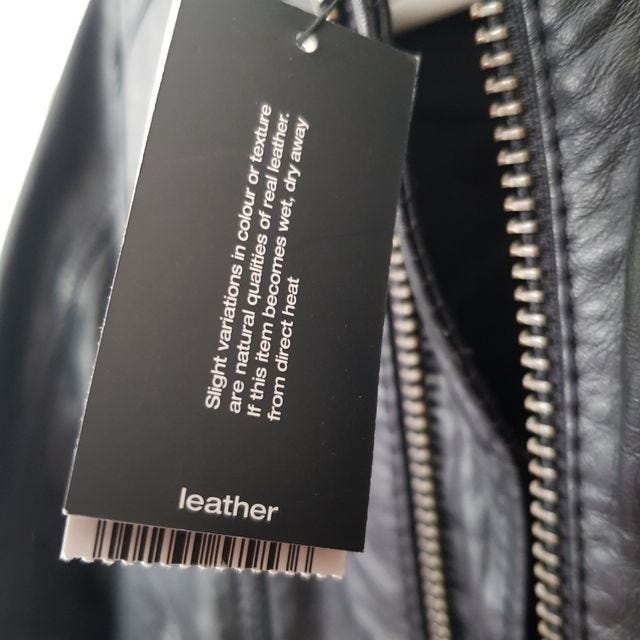 Slight variations in colour or texture
are natural qualities of real leather.
If this item becomes wet, dry away
from direct heat
leather